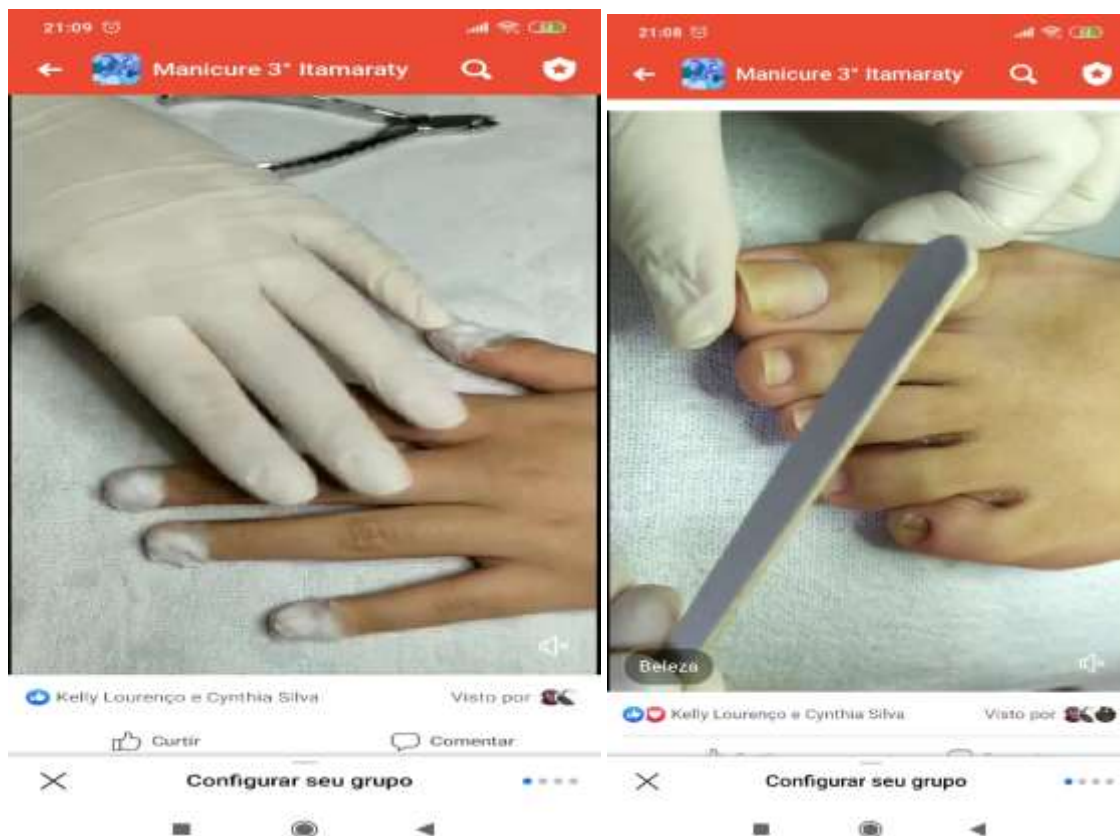 21:09
Manicure 3° Itamaraty
Kelly Lourenço e Cynthia Silva
Visto por
Curtir
Comentar
Configurar seu grupo
21:08
Manicure 3° Itamaraty
Beleza
Kelly Lourenço e Cynthia Silva
Visto por
Configurar seu grupo